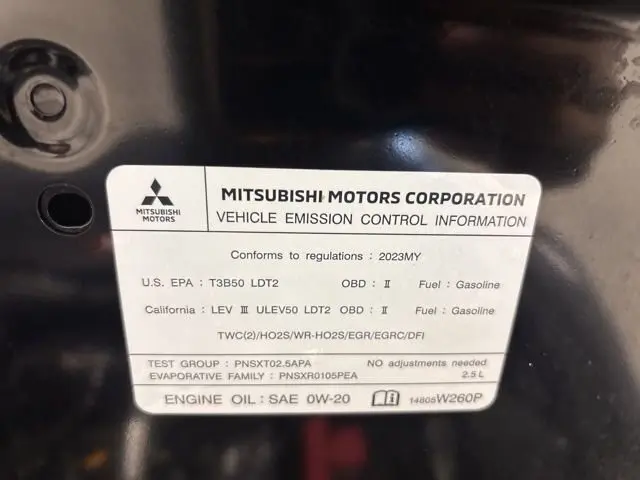 MITSUBISHI
MOTORS
MITSUBISHI MOTORS CORPORATION
VEHICLE EMISSION CONTROL INFORMATION
Conforms to regulations : 2023MY
U.S. EPA : T3B50 LDT2 OBD : II Fuel : Gasoline
California : LEV III ULEV50 LDT2 OBD : II Fuel : Gasoline
TWC(2)/HO2S/WR-HO2S/EGR/EGRC/DFI
TEST GROUP : PNSXT02.5APA NO adjustments needed.
EVAPORATIVE FAMILY : PNSXR0105PEA 2.5 L
ENGINE OIL : SAE 0W-20 14805W260P